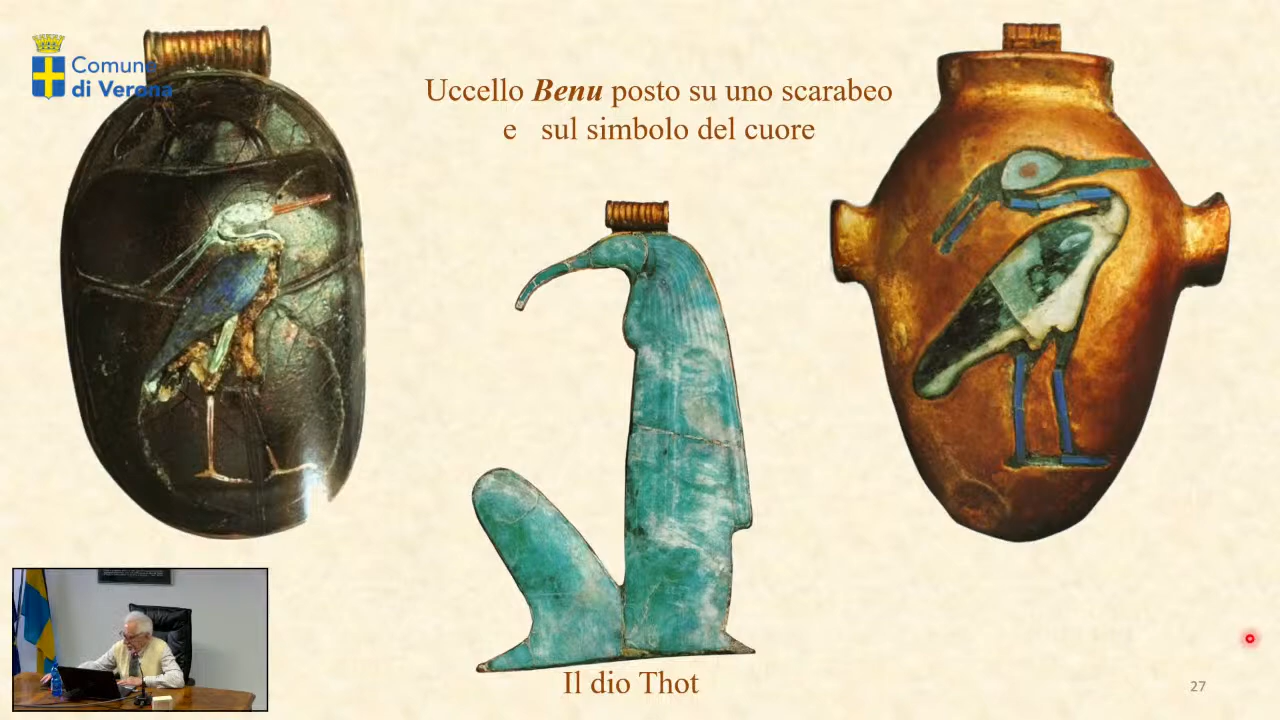 Comune
di Verona
Uccello Benu posto su uno scarabeo
e sul simbolo del cuore
Il dio Thot
27